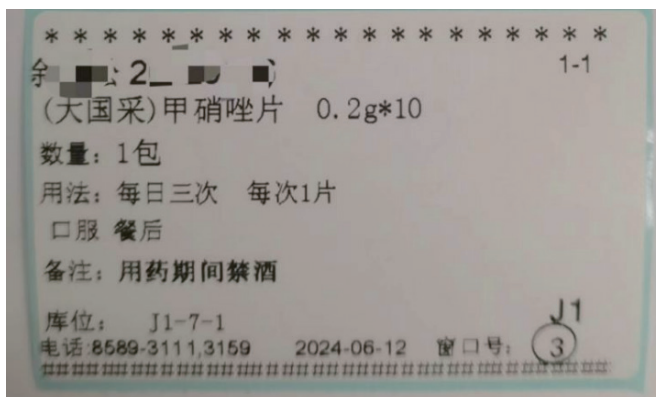 * * * * * * * * * * * * * * * * * * * *
1-1
(大国采)甲硝唑片 0.2g*10
数量：1包
用法：每日三次 每次1片
口服 餐后
备注：用药期间禁酒
库位： J1-7-1
J1
电话:8589-3111,3159 2024-06-12 窗口号： 3
########################################